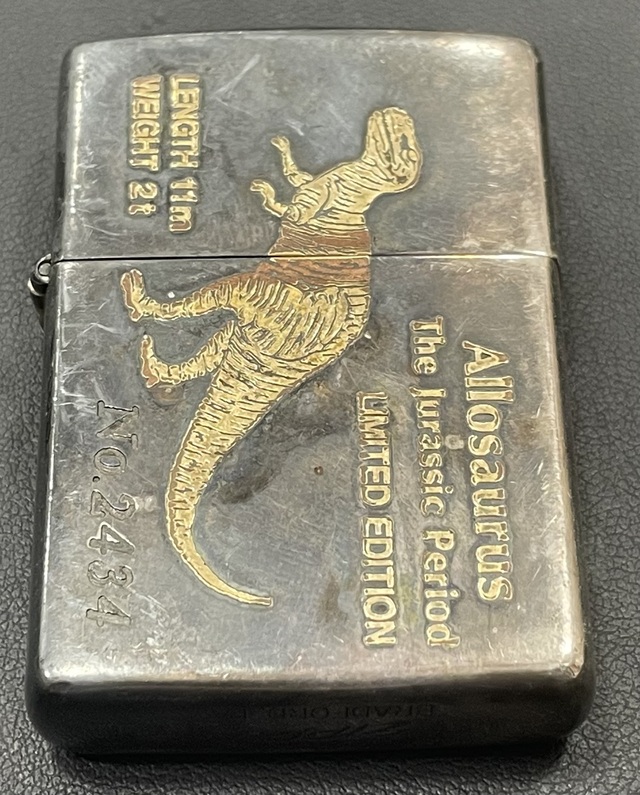 Allosaurus
The Jurassic Period
LIMITED EDITION
LENGTH 11m
WEIGHT 2t
No.2434